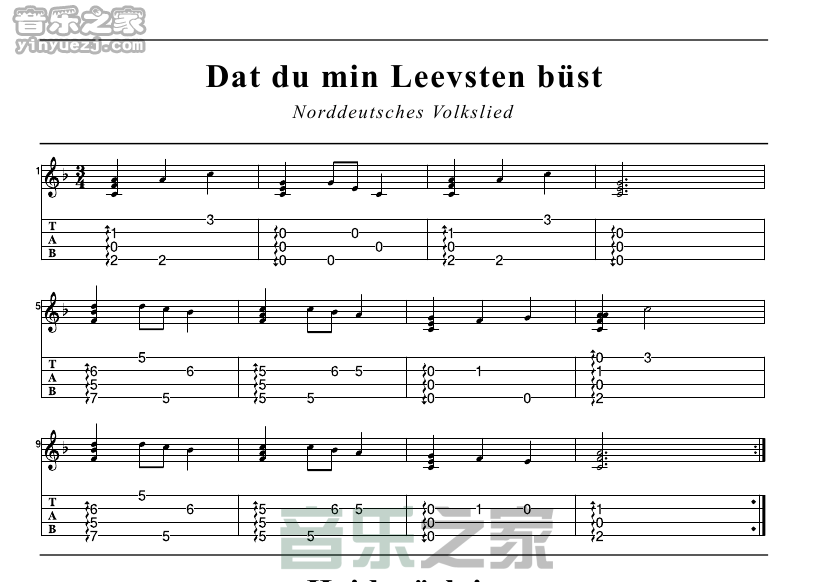 音乐之家
yinyuezj.com
Dat du min Leevsten büst
Norddeutsches Volkslied
1
3
4
T
A
B
3
1 0 0 1 0
0 0 0 0 0
2 2 0 0 2 2 0
5
T
A
B
5 0 3
6 6 5 6 5 0 1 1
5 5 0 0
7 5 5 5 0 0 2
9
T
A
B
5
6 6 5 6 5 0 1 0 1
5 5 0 0
7 5 5 5 0 2
音乐之家